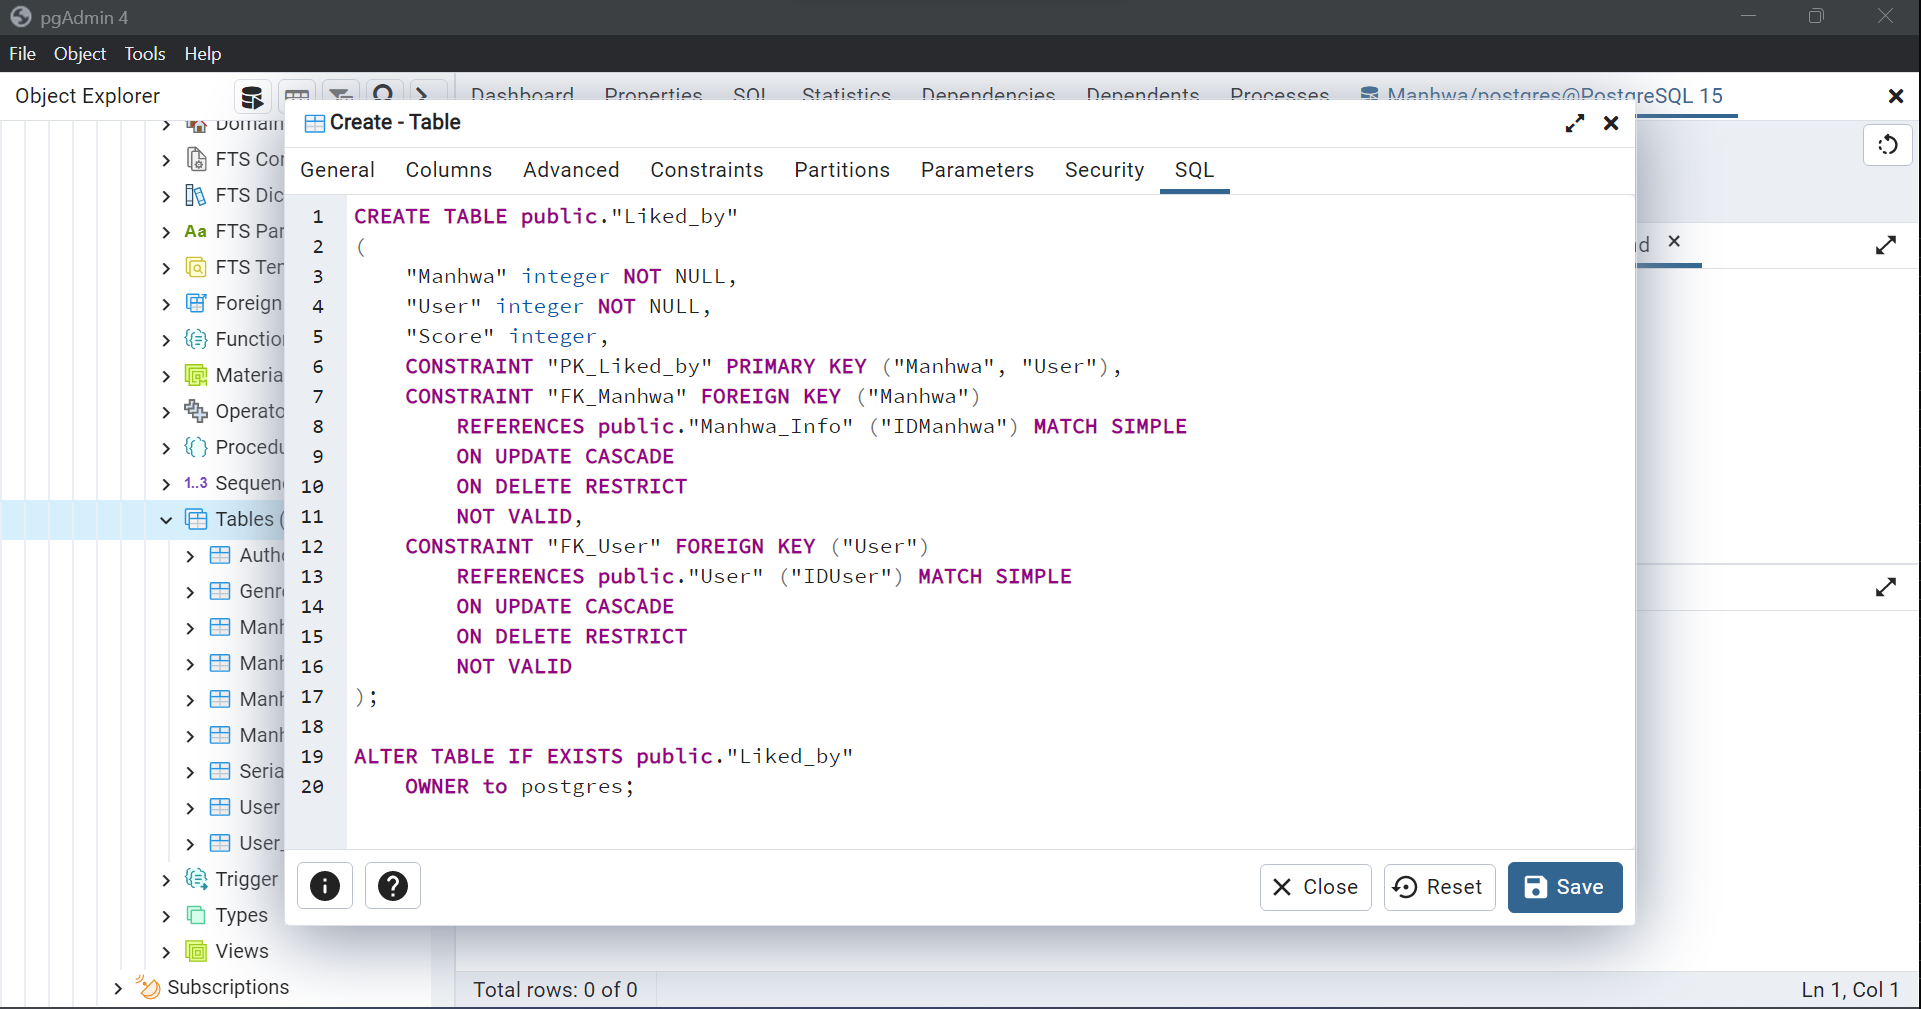 pgAdmin 4
File Object Tools Help
Object Explorer
Dashboard Properties SQL Statistics Dependencies Dependents Processes Manhwa/postgres@PostgreSQL 15
Domain
FTS Co
FTS Dic
Aa FTS Par
FTS Te
Foreign
Functio
Materia
Operato
Procedu
1..3 Sequen
Tables (
Autho
Genr
Manh
Manh
Manh
Manh
Seria
User
User_
Trigger
Types
Views
Subscriptions
Create - Table
General Columns Advanced Constraints Partitions Parameters Security SQL
1 CREATE TABLE public."Liked_by"
2 (
3 "Manhwa" integer NOT NULL,
4 "User" integer NOT NULL,
5 "Score" integer,
6 CONSTRAINT "PK_Liked_by" PRIMARY KEY ("Manhwa", "User"),
7 CONSTRAINT "FK_Manhwa" FOREIGN KEY ("Manhwa")
8 REFERENCES public."Manhwa_Info" ("IDManhwa") MATCH SIMPLE
9 ON UPDATE CASCADE
10 ON DELETE RESTRICT
11 NOT VALID,
12 CONSTRAINT "FK_User" FOREIGN KEY ("User")
13 REFERENCES public."User" ("IDUser") MATCH SIMPLE
14 ON UPDATE CASCADE
15 ON DELETE RESTRICT
16 NOT VALID
17 );
18
19 ALTER TABLE IF EXISTS public."Liked_by"
20 OWNER to postgres;
Close Reset Save
Total rows: 0 of 0
Ln 1, Col 1